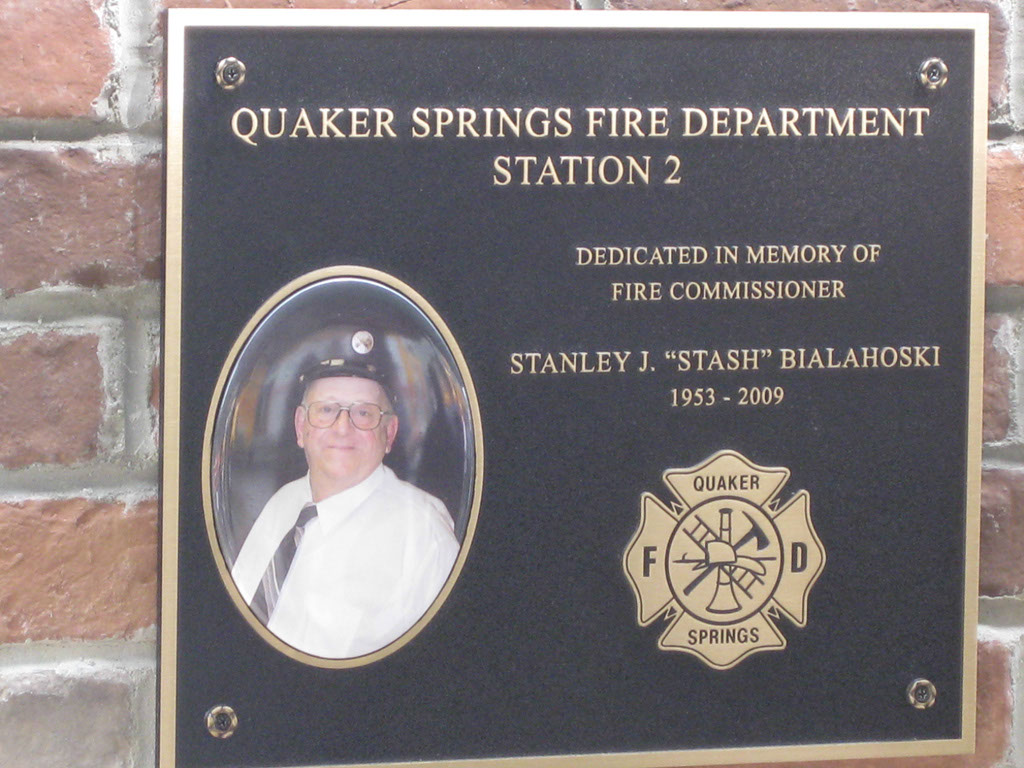 QUAKER SPRINGS FIRE DEPARTMENT
STATION 2
DEDICATED IN MEMORY OF
FIRE COMMISSIONER
STANLEY J. “STASH” BIALAHOSKI
1953 - 2009
QUAKER
F D
SPRINGS